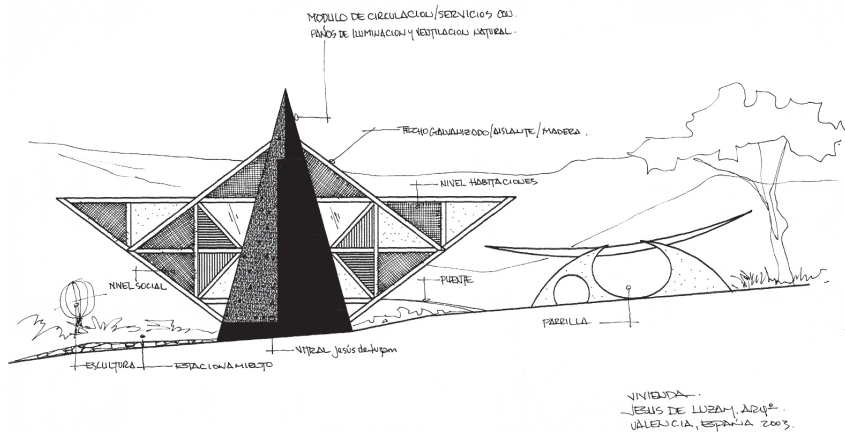 MODULO DE CIRCULACION/SERVICIOS CON
PAÑOS DE ILUMINACION Y VENTILACION NATURAL.
TECHO GALVANIZADO/AISLANTE/MADERA.
NIVEL HABITACIONES
NIVEL SOCIAL
PUENTE
PARRILLA
VITRAL Jesús de Luzam
ESCULTURA
ESTACIONAMIENTO
VIVIENDA.
JESUS DE LUZAM, ARQº.
VALENCIA, ESPAÑA 2003.